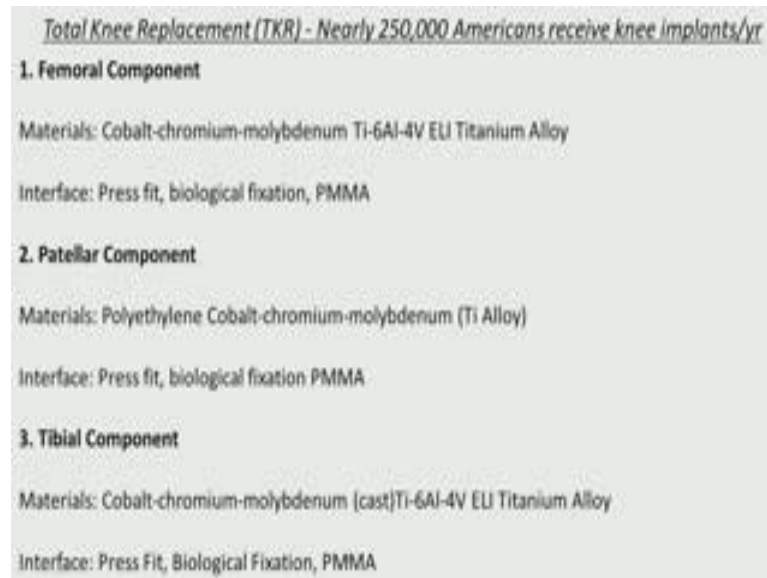 Total Knee Replacement (TKR) - Nearly 250,000 Americans receive knee implants/yr
1. Femoral Component
Materials: Cobalt-chromium-molybdenum Ti-6Al-4V ELI Titanium Alloy
Interface: Press fit, biological fixation, PMMA
2. Patellar Component
Materials: Polyethylene Cobalt-chromium-molybdenum (Ti Alloy)
Interface: Press fit, biological fixation PMMA
3. Tibial Component
Materials: Cobalt-chromium-molybdenum (cast)Ti-6Al-4V ELI Titanium Alloy
Interface: Press Fit, Biological Fixation, PMMA